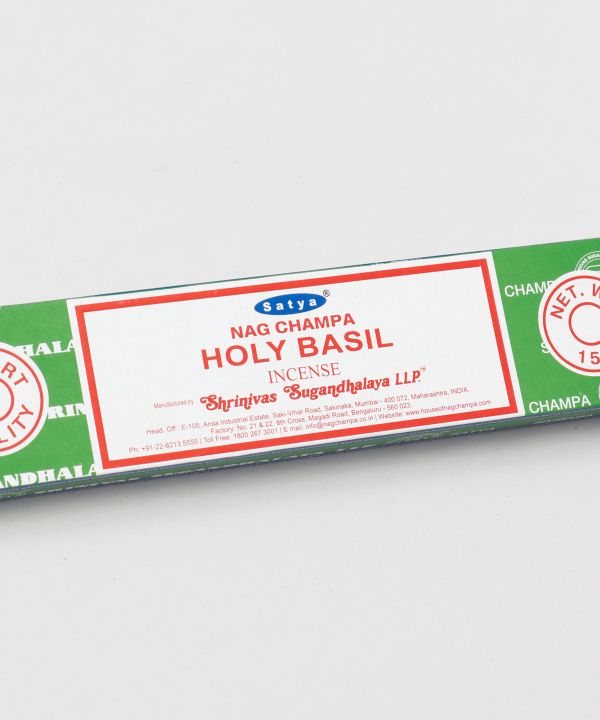 Satya®
NAG CHAMPA
HOLY BASIL
INCENSE
Manufactured by
Shrinivas Sugandhalaya LLP.™
Head. Off.: E-105, Ansa Industrial Estate, Saki-Vihar Road, Sakinaka, Mumbai - 400 072, Maharashtra, INDIA.
Factory: No. 21 & 22, 8th Cross, Magadi Road, Bengaluru - 560 023.
Ph: +91-22-6213 5555 | Toll Free: 1800 267 3001 | E mail: info@nagchampa.co.in | Website: www.houseofnagchampa.com
HALA
RIN
ANDHALA
RT
LITY
CHAMP
CHAMPA
NET. W
15